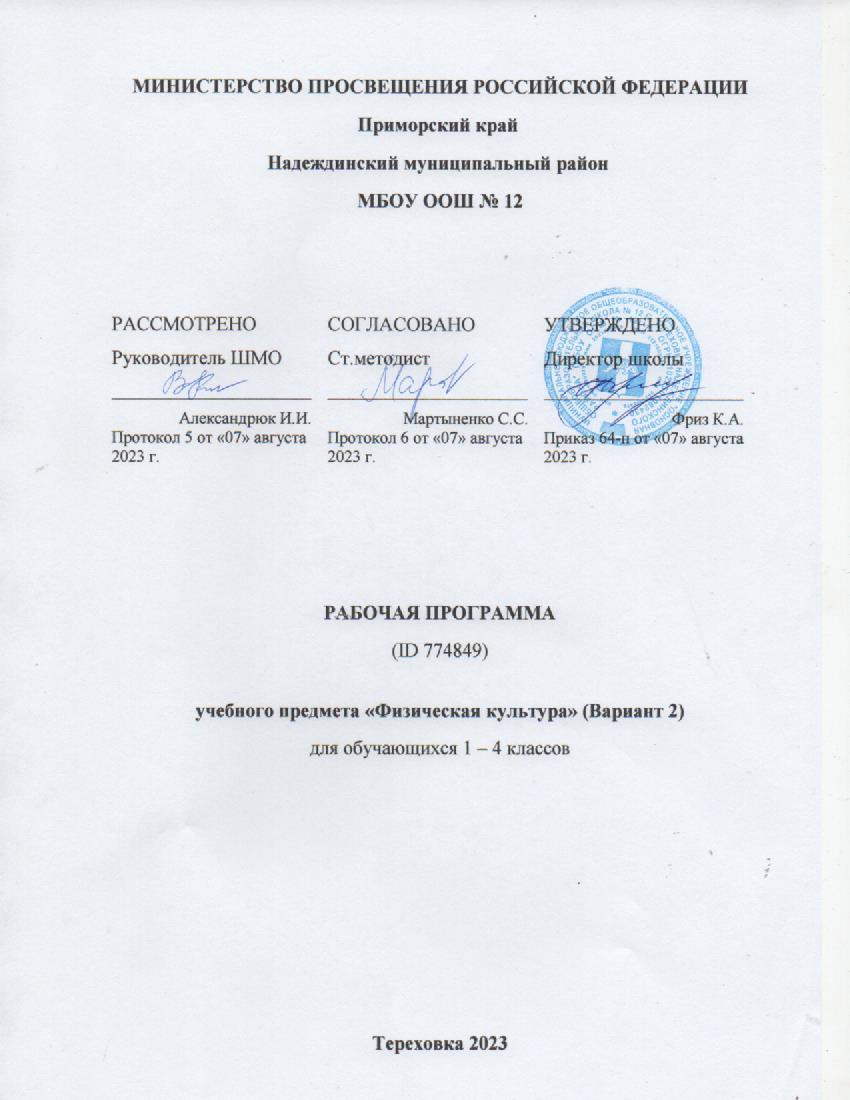 МИНИСТЕРСТВО ПРОСВЕЩЕНИЯ РОССИЙСКОЙ ФЕДЕРАЦИИ
Приморский край
Надеждинский муниципальный район
МБОУ ООШ № 12
РАССМОТРЕНО
Руководитель ШМО
Александрюк И.И.
Протокол 5 от «07» августа
2023 г.
СОГЛАСОВАНО
Ст.методист
Мартыненко С.С.
Протокол 6 от «07» августа
2023 г.
УТВЕРЖДЕНО
Директор школы
Фриз К.А.
Приказ 64-н от «07» августа
2023 г.
РАБОЧАЯ ПРОГРАММА
(ID 774849)
учебного предмета «Физическая культура» (Вариант 2)
для обучающихся 1 – 4 классов
Тереховка 2023